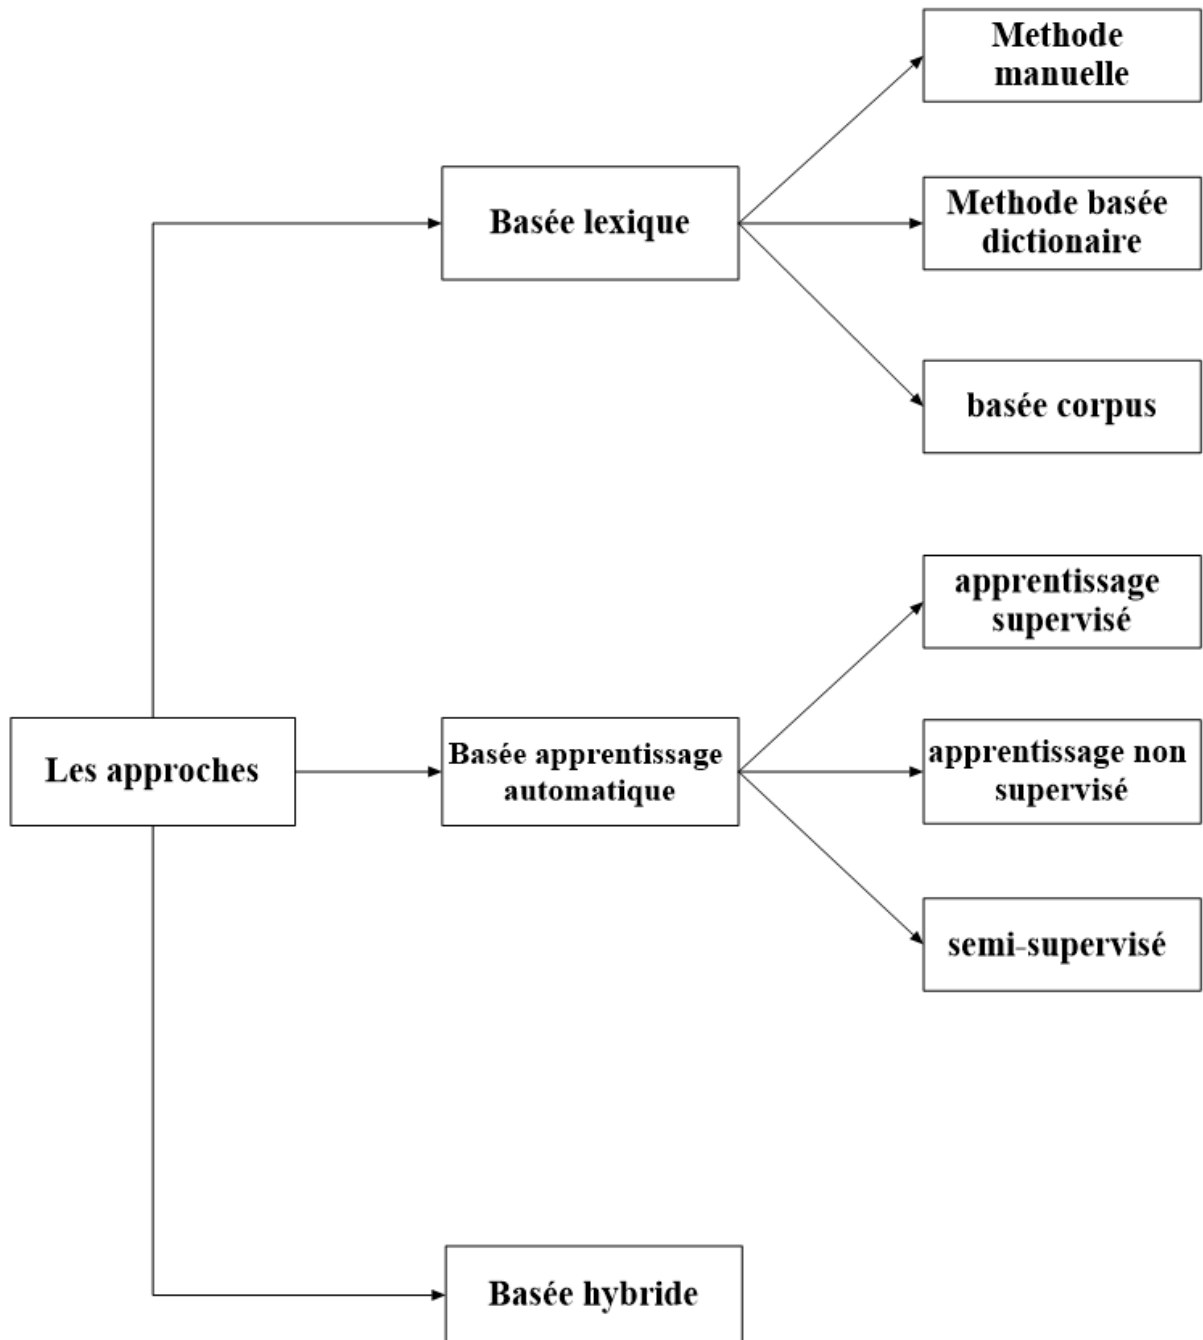 Methode
manuelle
Basée lexique
Methode basée
dictionaire
basée corpus
apprentissage
supervisé
Les approches
Basée apprentissage
automatique
apprentissage non
supervisé
semi-supervisé
Basée hybride